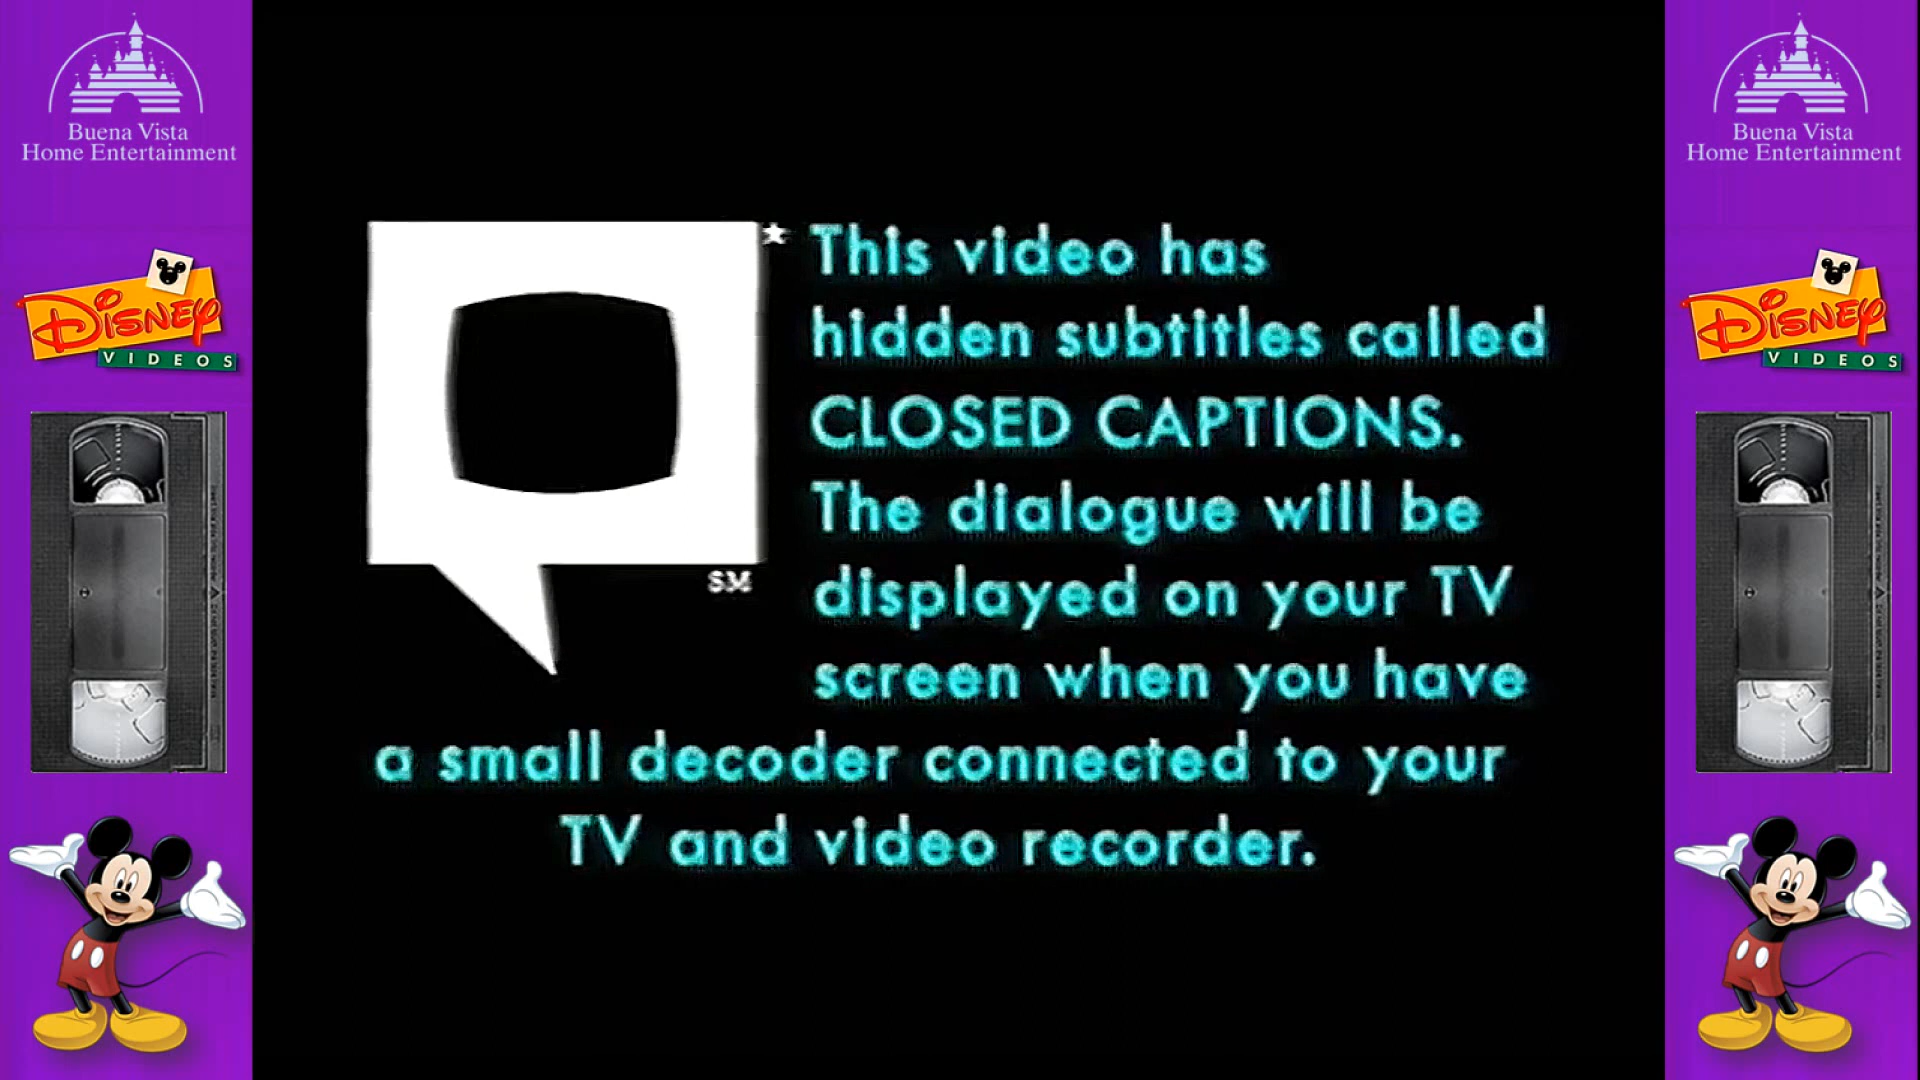 Buena Vista
Home Entertainment
DISNEY
VIDEOS
* This video has
hidden subtitles called
CLOSED CAPTIONS.
The dialogue will be
displayed on your TV
screen when you have
a small decoder connected to your
TV and video recorder.
SM
Buena Vista
Home Entertainment
DISNEY
VIDEOS